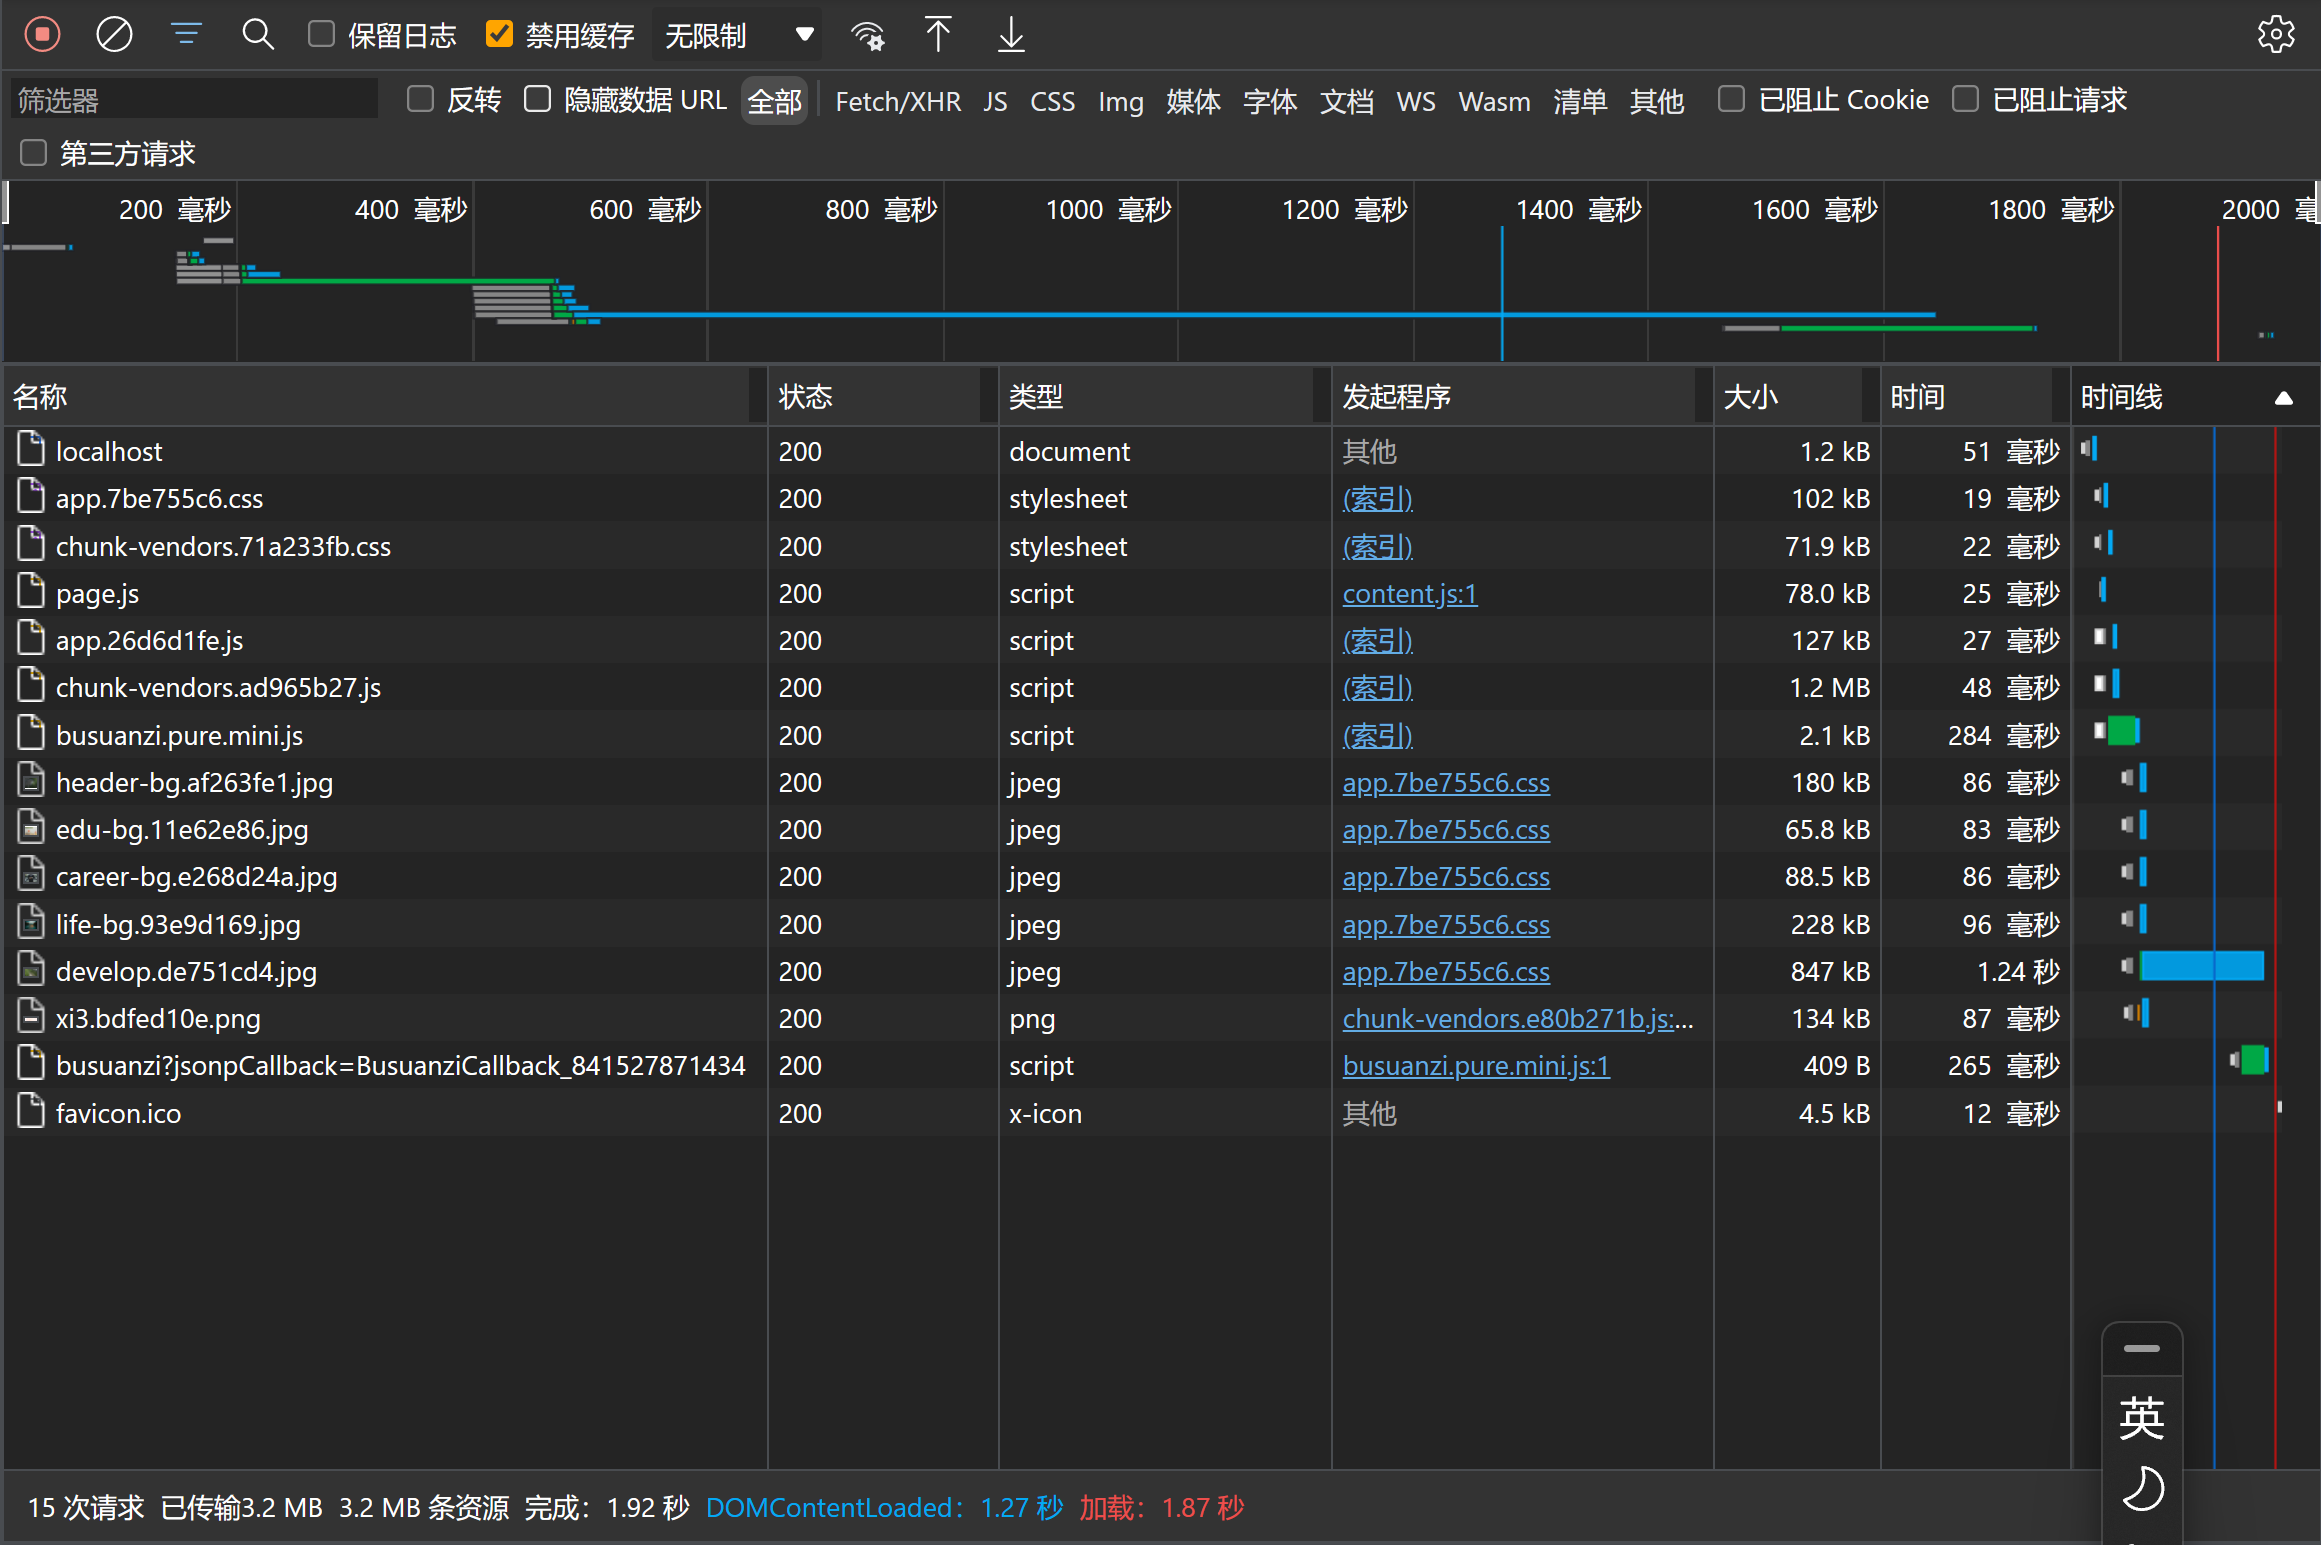 保留日志 禁用缓存 无限制
筛选器 反转 隐藏数据 URL 全部 Fetch/XHR JS CSS Img 媒体 字体 文档 WS Wasm 清单 其他 已阻止 Cookie 已阻止请求
第三方请求
200 毫秒 400 毫秒 600 毫秒 800 毫秒 1000 毫秒 1200 毫秒 1400 毫秒 1600 毫秒 1800 毫秒 2000 毫
名称 状态 类型 发起程序 大小 时间 时间线
localhost 200 document 其他 1.2 kB 51 毫秒
app.7be755c6.css 200 stylesheet (索引) 102 kB 19 毫秒
chunk-vendors.71a233fb.css 200 stylesheet (索引) 71.9 kB 22 毫秒
page.js 200 script content.js:1 78.0 kB 25 毫秒
app.26d6d1fe.js 200 script (索引) 127 kB 27 毫秒
chunk-vendors.ad965b27.js 200 script (索引) 1.2 MB 48 毫秒
busuanzi.pure.mini.js 200 script (索引) 2.1 kB 284 毫秒
header-bg.af263fe1.jpg 200 jpeg app.7be755c6.css 180 kB 86 毫秒
edu-bg.11e62e86.jpg 200 jpeg app.7be755c6.css 65.8 kB 83 毫秒
career-bg.e268d24a.jpg 200 jpeg app.7be755c6.css 88.5 kB 86 毫秒
life-bg.93e9d169.jpg 200 jpeg app.7be755c6.css 228 kB 96 毫秒
develop.de751cd4.jpg 200 jpeg app.7be755c6.css 847 kB 1.24 秒
xi3.bdfed10e.png 200 png chunk-vendors.e80b271b.js:... 134 kB 87 毫秒
busuanzi?jsonpCallback=BusuanziCallback_841527871434 200 script busuanzi.pure.mini.js:1 409 B 265 毫秒
favicon.ico 200 x-icon 其他 4.5 kB 12 毫秒
英
15 次请求 已传输3.2 MB 3.2 MB 条资源 完成：1.92 秒 DOMContentLoaded：1.27 秒 加载：1.87 秒